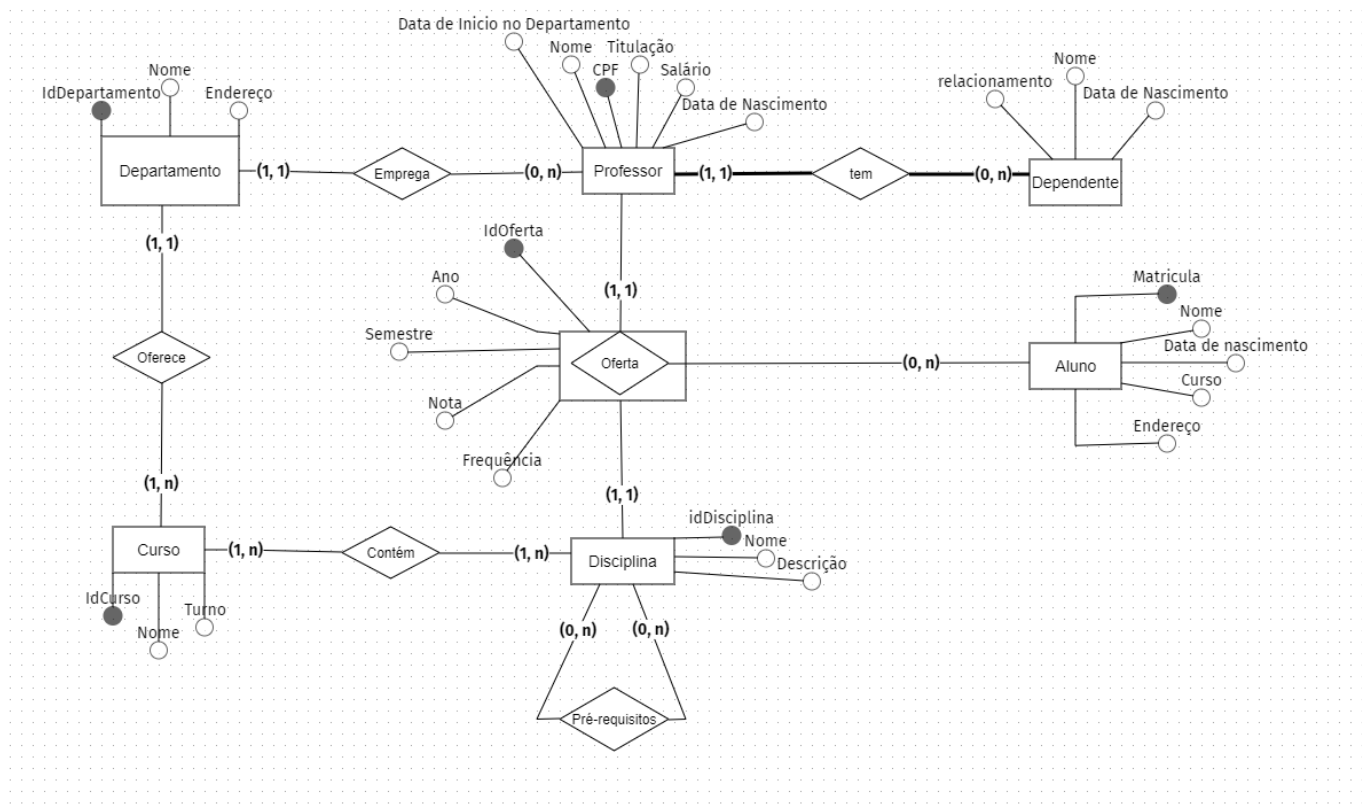 Data de Inicio no Departamento
Nome
Titulação
CPF
Salário
Data de Nascimento
Nome
IdDepartamento
Endereço
Nome
relacionamento
Data de Nascimento
Departamento
(1, 1)
Emprega
(0, n)
Professor
(1, 1)
tem
(0, n)
Dependente
(1, 1)
IdOferta
Ano
(1, 1)
Semestre
Oferece
Oferta
(0, n)
Nota
Frequência
Matricula
Nome
Data de nascimento
Aluno
Curso
Endereço
(1, n)
(1, 1)
Curso
(1, n)
Contém
(1, n)
Disciplina
idDisciplina
Nome
Descrição
IdCurso
Turno
Nome
(0, n)
(0, n)
Pré-requisitos